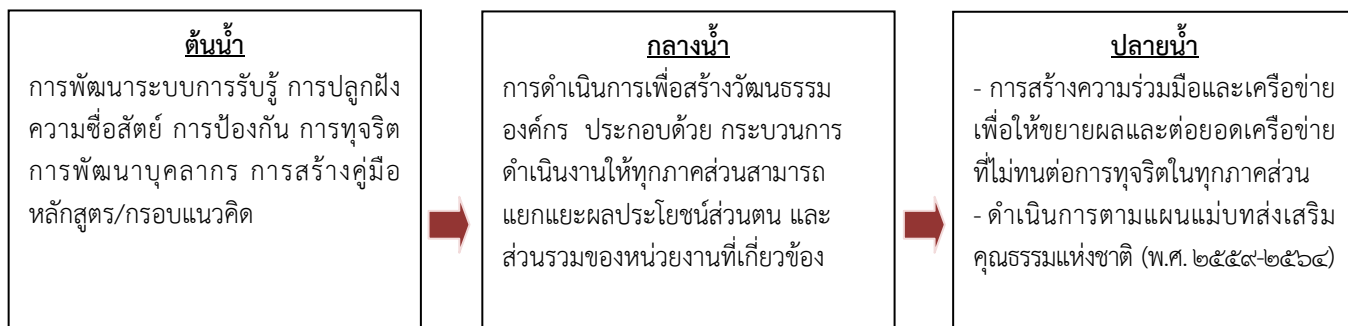 ต้นน้ำ
การพัฒนาระบบการรับรู้ การปลูกฝัง
ความซื่อสัตย์ การป้องกัน การทุจริต
การพัฒนาบุคลากร การสร้างคู่มือ
หลักสูตร/กรอบแนวคิด
กลางน้ำ
การดำเนินการเพื่อสร้างวัฒนธรรม
องค์กร ประกอบด้วย กระบวนการ
ดำเนินงานให้ทุกภาคส่วนสามารถ
แยกแยะผลประโยชน์ส่วนตน และ
ส่วนรวมของหน่วยงานที่เกี่ยวข้อง
ปลายน้ำ
- การสร้างความร่วมมือและเครือข่าย
เพื่อให้ขยายผลและต่อยอดเครือข่าย
ที่ไม่ทนต่อการทุจริตในทุกภาคส่วน
- ดำเนินการตามแผนแม่บทส่งเสริม
คุณธรรมแห่งชาติ (พ.ศ. ๒๕๕๙-๒๕๖๔)